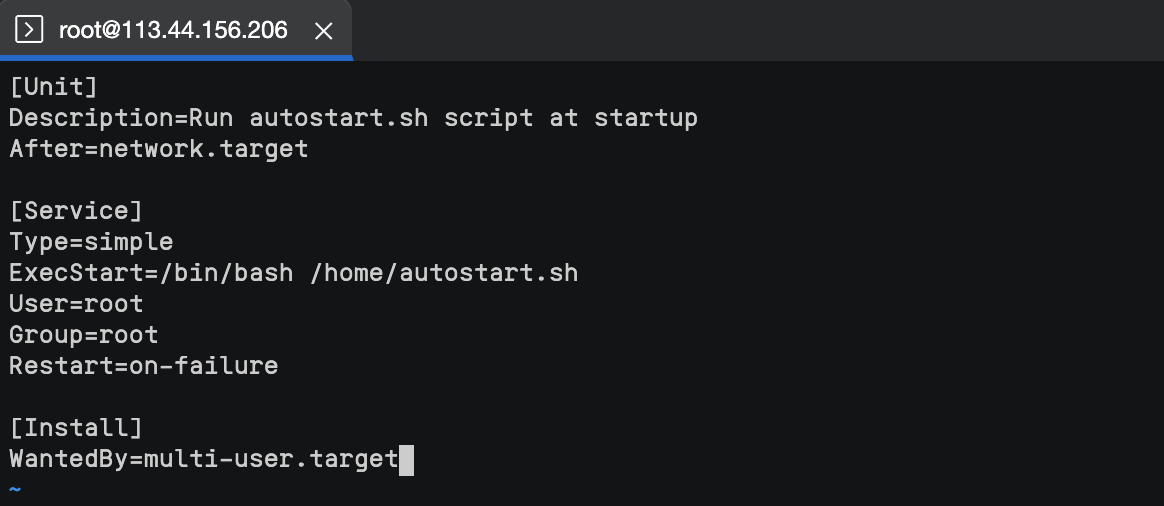 root@113.44.156.206
[Unit]
Description=Run autostart.sh script at startup
After=network.target
[Service]
Type=simple
ExecStart=/bin/bash /home/autostart.sh
User=root
Group=root
Restart=on-failure
[Install]
WantedBy=multi-user.target
~